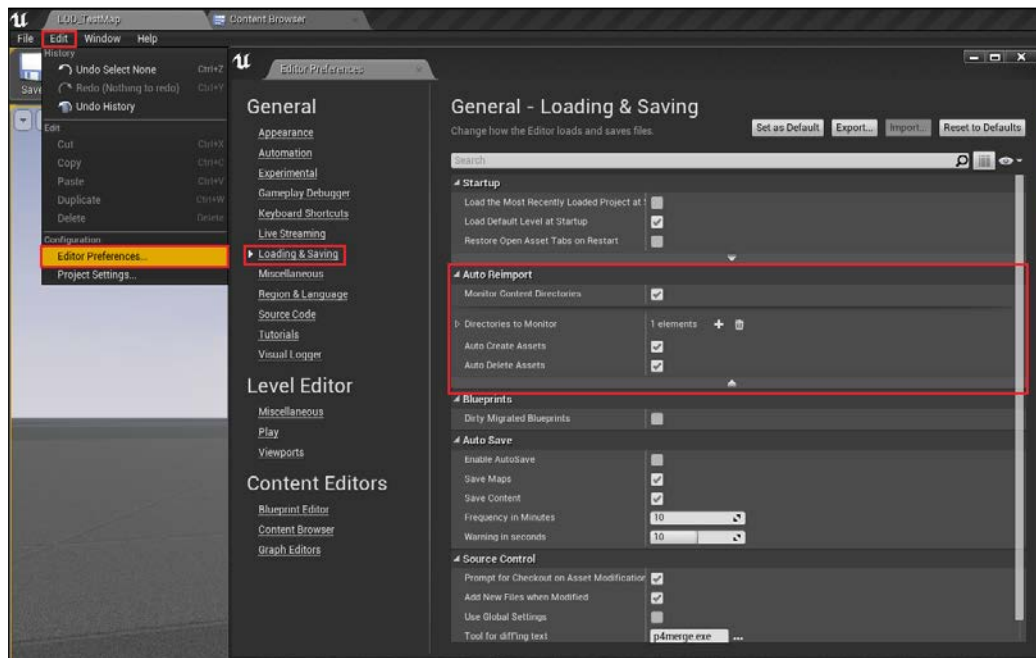 LOD_TestMap
Content Browser
File Edit Window Help
History
Undo Select None Ctrl+Z
Redo (Nothing to redo) Ctrl+Y
Undo History
Save
Edit
Cut Ctrl+X
Copy Ctrl+C
Paste Ctrl+V
Duplicate Ctrl+W
Delete Delete
Configuration
Editor Preferences...
Project Settings...
Editor Preferences
General
Appearance
Automation
Experimental
Gameplay Debugger
Keyboard Shortcuts
Live Streaming
Loading & Saving
Miscellaneous
Region & Language
Source Code
Tutorials
Visual Logger
Level Editor
Miscellaneous
Play
Viewports
Content Editors
Blueprint Editor
Content Browser
Graph Editors
General - Loading & Saving
Change how the Editor loads and saves files.
Set as Default Export... Import... Reset to Defaults
Search
Startup
Load the Most Recently Loaded Project at
Load Default Level at Startup
Restore Open Asset Tabs on Restart
Auto Reimport
Monitor Content Directories
Directories to Monitor 1 elements
Auto Create Assets
Auto Delete Assets
Blueprints
Dirty Migrated Blueprints
Auto Save
Enable AutoSave
Save Maps
Save Content
Frequency in Minutes 10
Warning in seconds 10
Source Control
Prompt for Checkout on Asset Modification
Add New Files when Modified
Use Global Settings
Tool for diff'ing text p4merge.exe ...